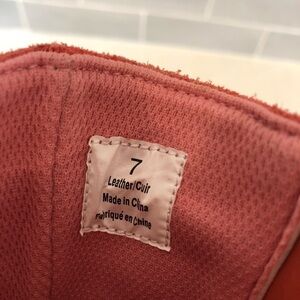 7
Leather/Cuir
Made in China
Fabriqué en Chine